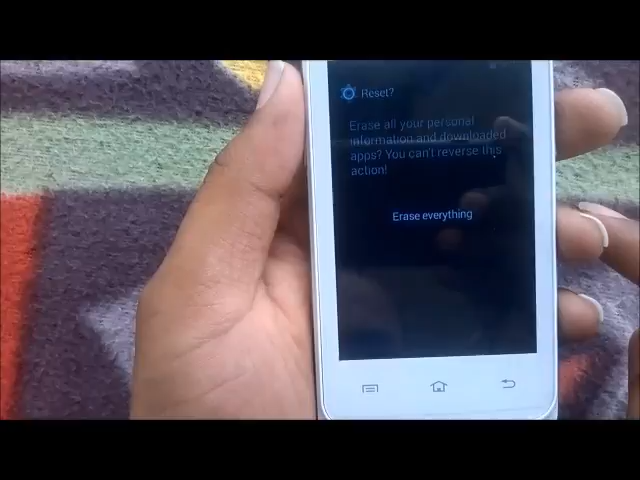 Reset?
Erase all your personal
information and downloaded
apps? You can't reverse this
action!
Erase everything